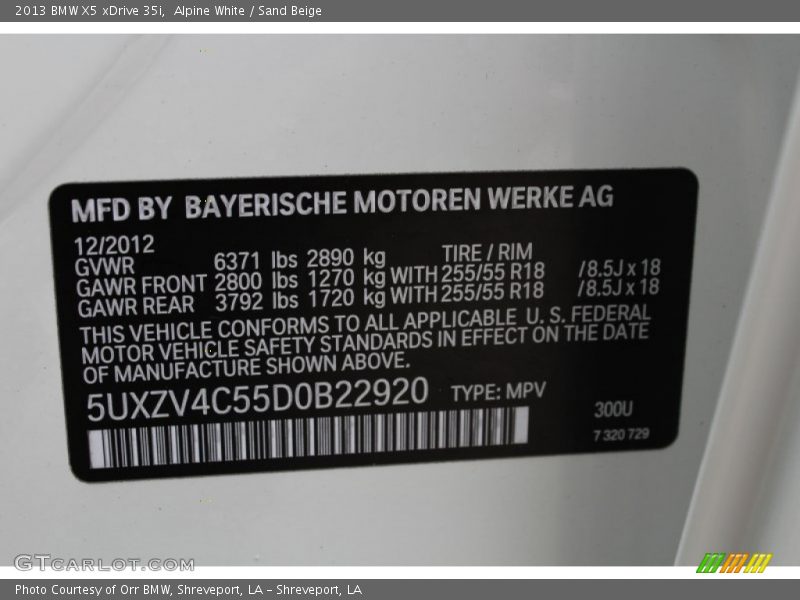 2013 BMW X5 xDrive 35i,  Alpine White / Sand Beige
MFD BY BAYERISCHE MOTOREN WERKE AG
12/2012 TIRE / RIM
GVWR 6371 lbs 2890 kg
GAWR FRONT 2800 lbs 1270 kg WITH 255/55 R18 /8.5J x 18
GAWR REAR 3792 lbs 1720 kg WITH 255/55 R18 /8.5J x 18
THIS VEHICLE CONFORMS TO ALL APPLICABLE U. S. FEDERAL
MOTOR VEHICLE SAFETY STANDARDS IN EFFECT ON THE DATE
OF MANUFACTURE SHOWN ABOVE.
5UXZV4C55D0B22920 TYPE: MPV
300U
7 320 729
GTcarlot.com
Photo Courtesy of Orr BMW, Shreveport, LA – Shreveport, LA